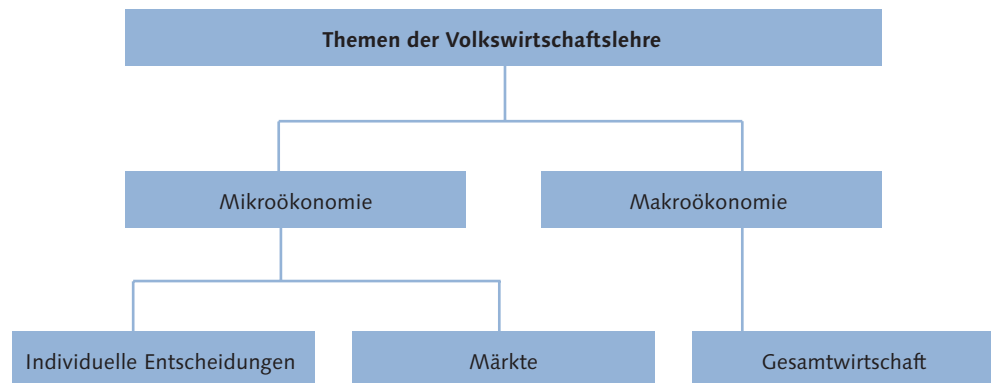 Themen der Volkswirtschaftslehre
Mikroökonomie
Makroökonomie
Individuelle Entscheidungen
Märkte
Gesamtwirtschaft